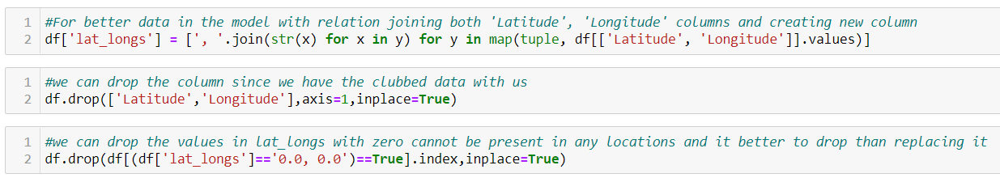 1 #For better data in the model with relation joining both 'Latitude', 'Longitude' columns and creating new column
2 df['lat_longs'] = [', '.join(str(x) for x in y) for y in map(tuple, df[['Latitude', 'Longitude']].values)]
1 #we can drop the column since we have the clubbed data with us
2 df.drop(['Latitude','Longitude'],axis=1,inplace=True)
1 #we can drop the values in lat_longs with zero cannot be present in any locations and it better to drop than replacing it
2 df.drop(df[(df['lat_longs']=='0.0, 0.0')==True].index,inplace=True)